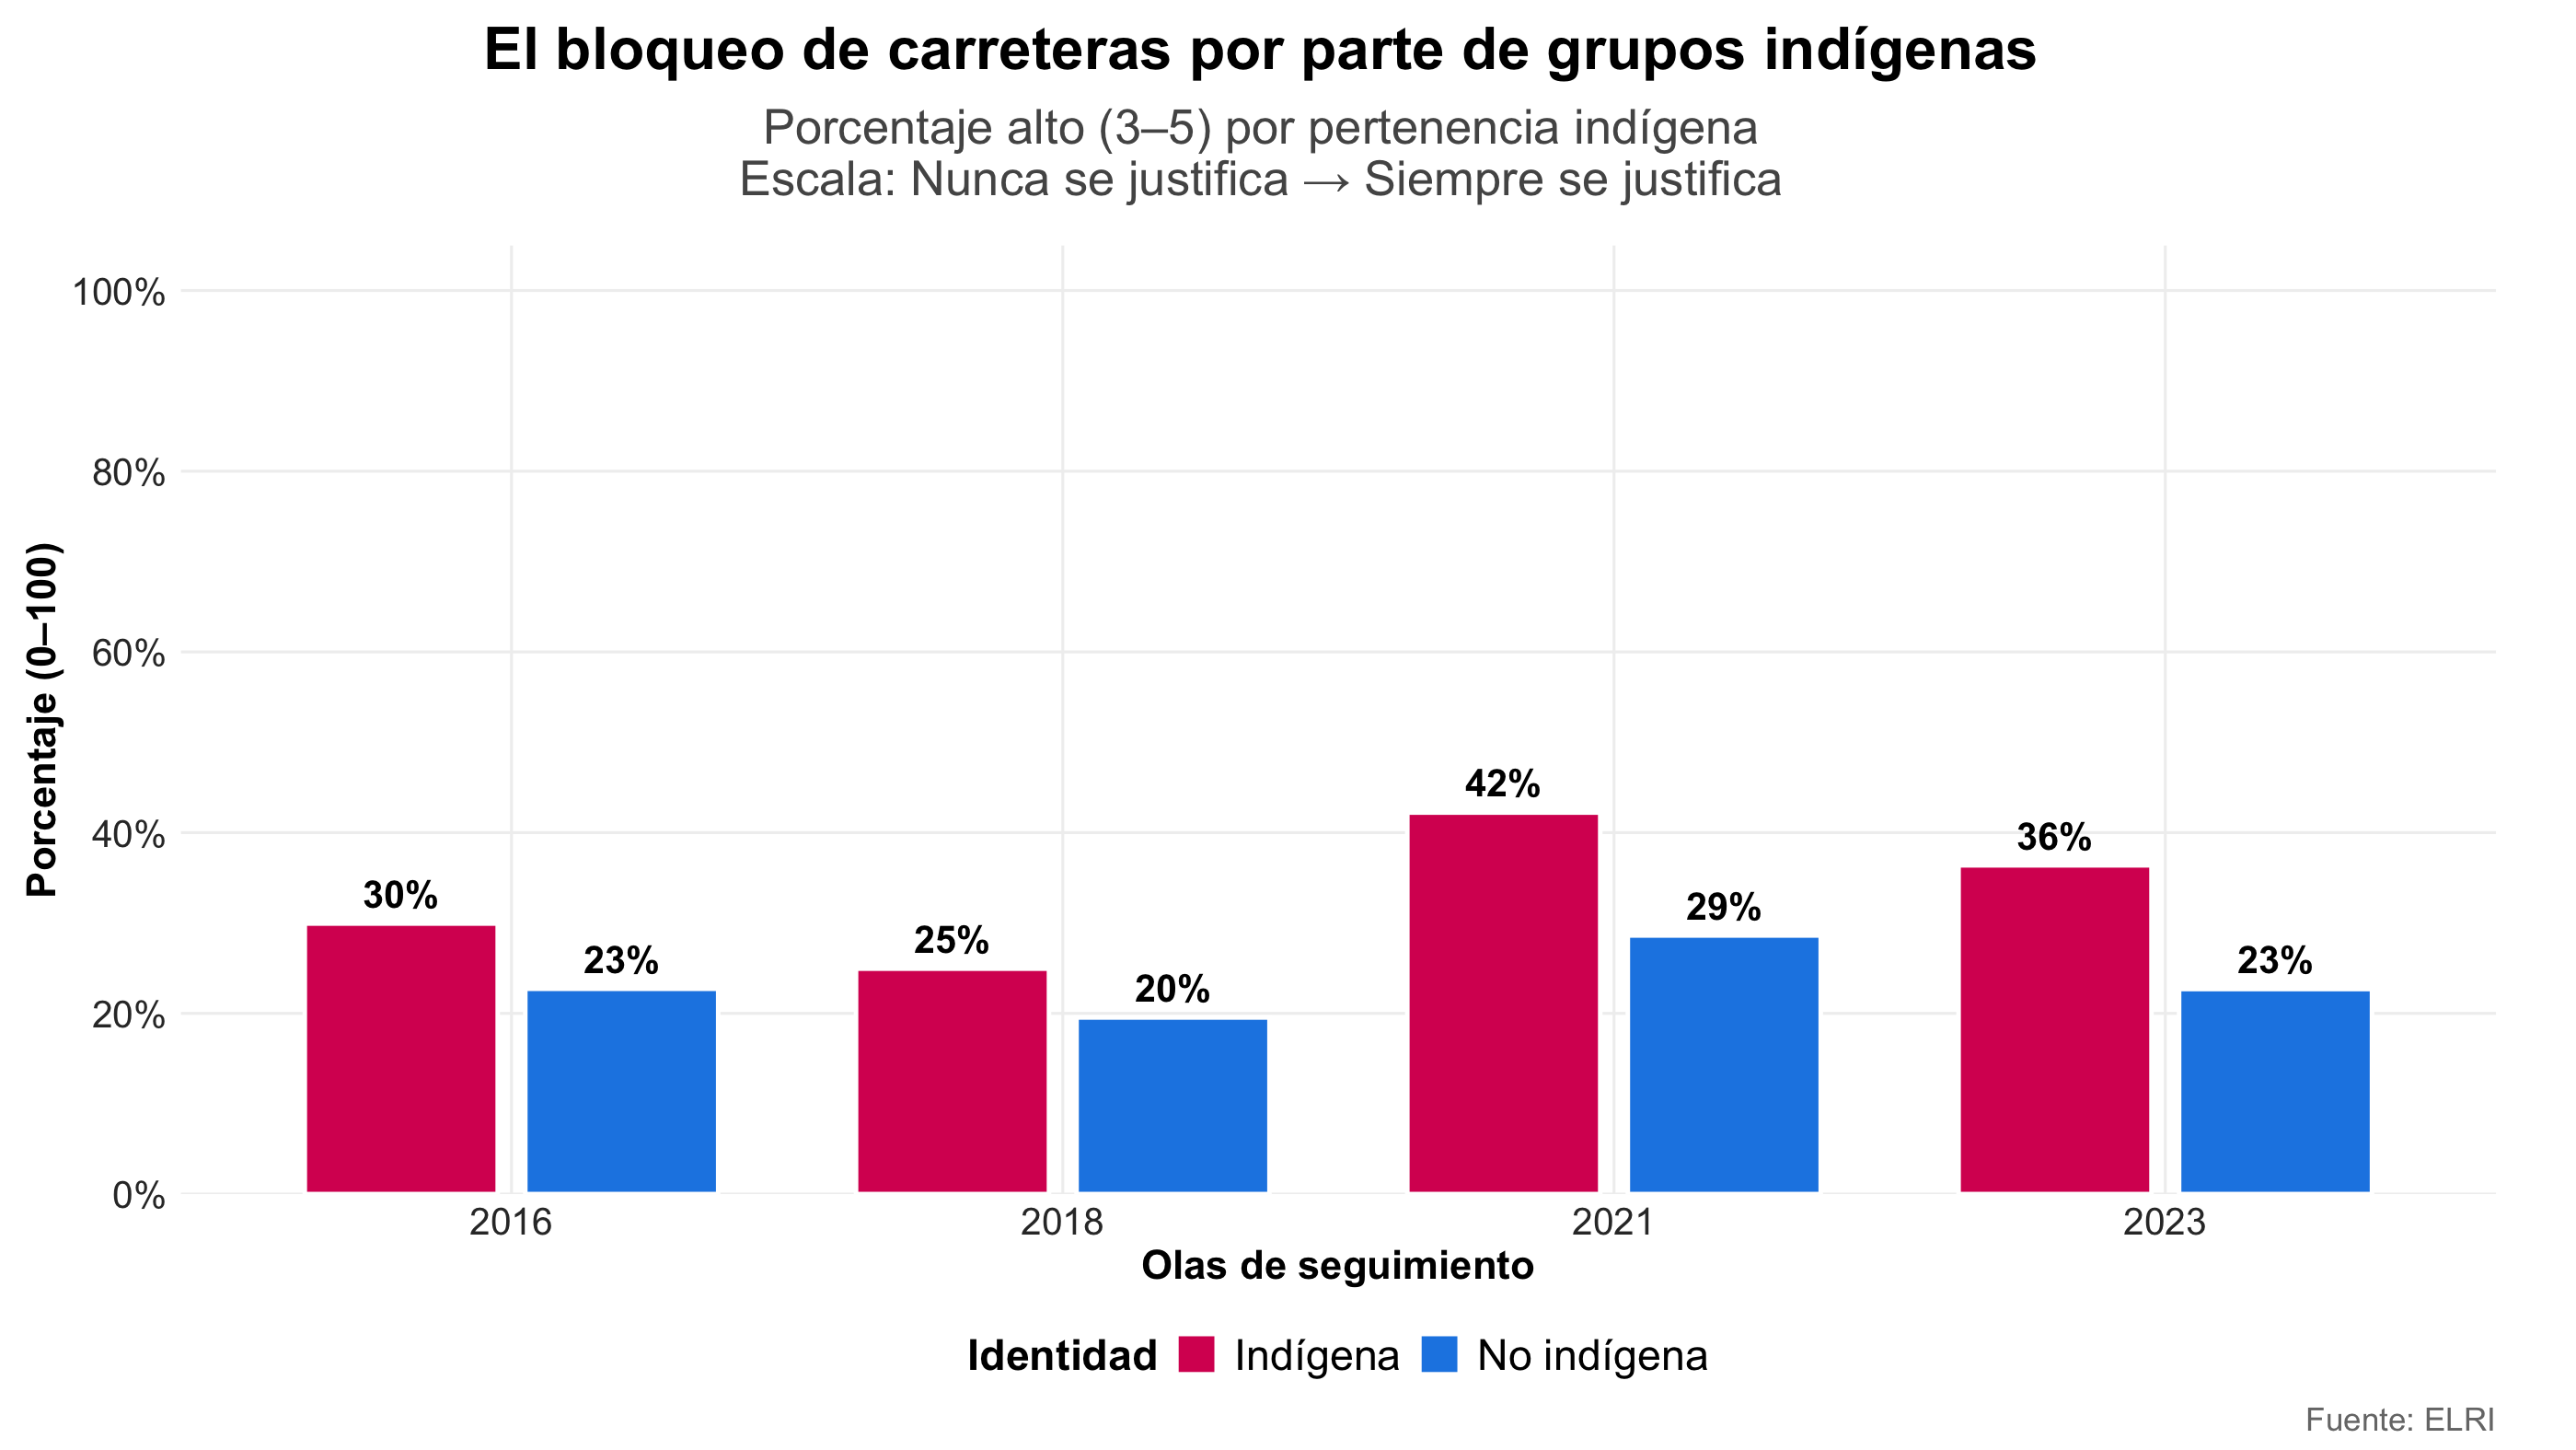 El bloqueo de carreteras por parte de grupos indígenas
Porcentaje alto (3–5) por pertenencia indígena
Escala: Nunca se justifica → Siempre se justifica
Porcentaje (0–100)
100%
80%
60%
40%
20%
0%
30%
23%
25%
20%
42%
29%
36%
23%
2016
2018
2021
2023
Olas de seguimiento
Identidad Indígena No indígena
Fuente: ELRI